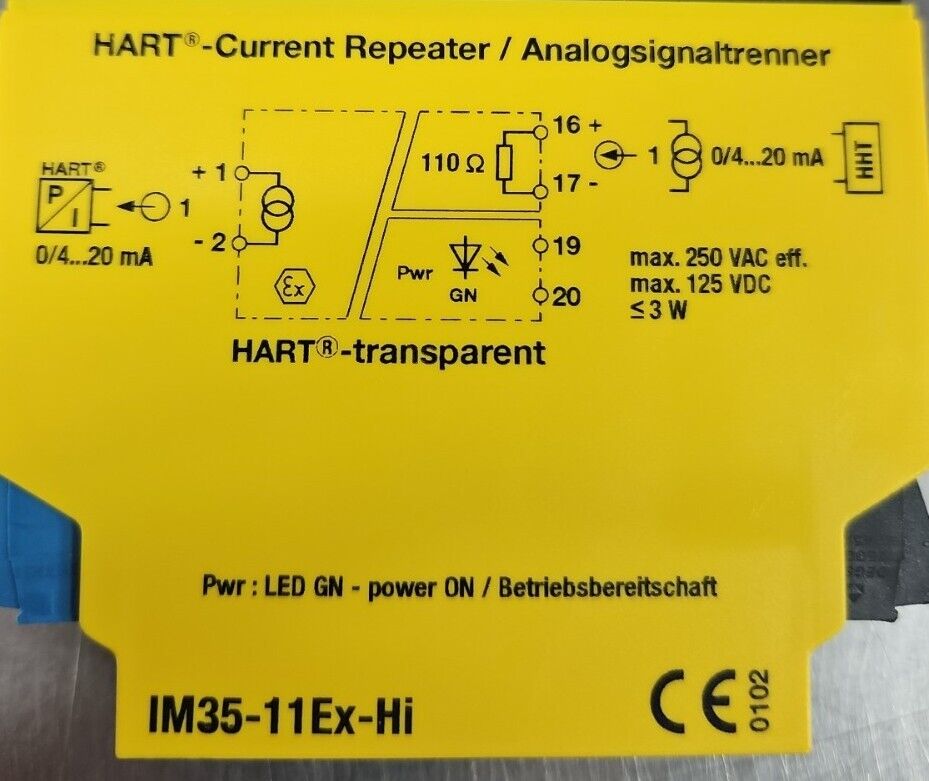 HART®-Current Repeater / Analogsignaltrenner
HART®
P
I
0/4...20 mA
1
+ 1
- 2
Ex
110 Ω
16 +
17 -
1
0/4...20 mA
HHT
Pwr
GN
19
20
max. 250 VAC eff.
max. 125 VDC
≤ 3 W
HART®-transparent
Pwr : LED GN - power ON / Betriebsbereitschaft
IM35-11Ex-Hi
CE
0102